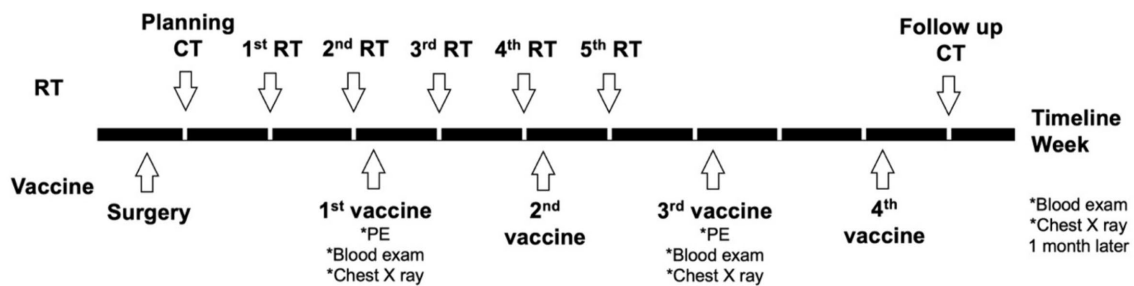 Planning
CT
1st RT
2nd RT
3rd RT
4th RT
5th RT
Follow up
CT
RT
Timeline
Week
Vaccine
Surgery
1st vaccine
*PE
*Blood exam
*Chest X ray
2nd
vaccine
3rd vaccine
*PE
*Blood exam
*Chest X ray
4th
vaccine
*Blood exam
*Chest X ray
1 month later